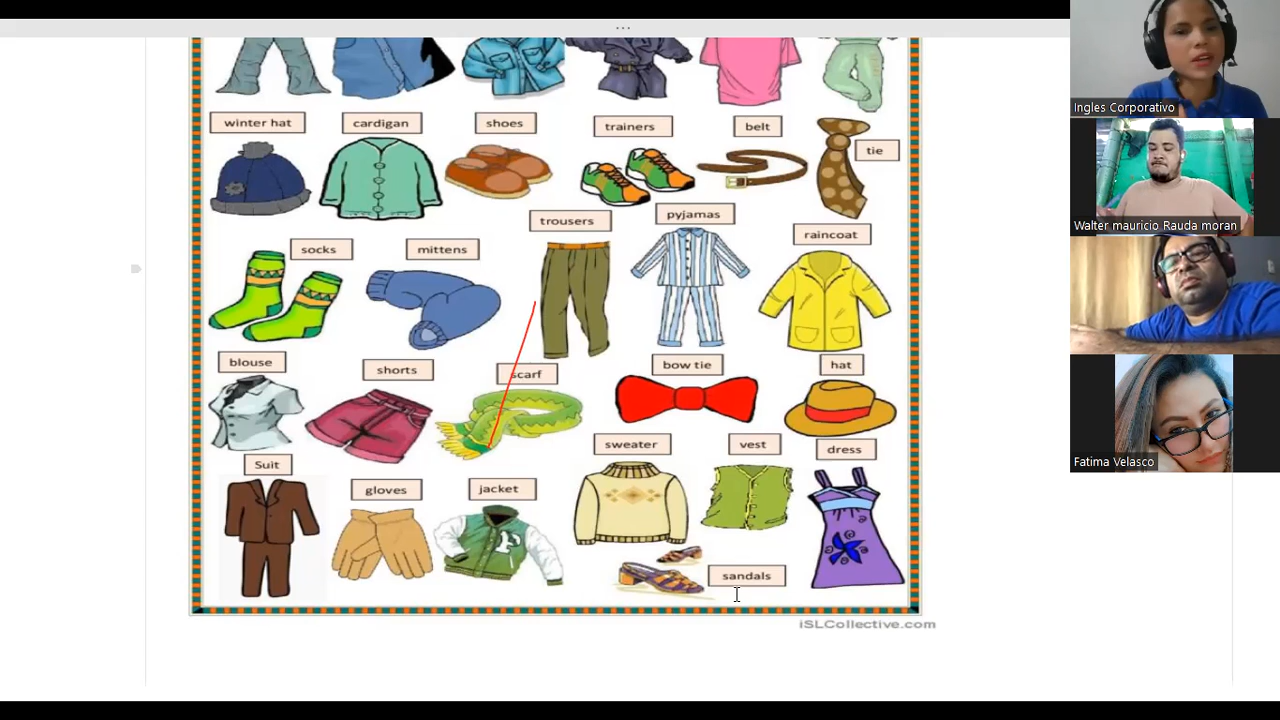 ...
winter hat
cardigan
shoes
trainers
belt
tie
trousers
pyjamas
raincoat
socks
mittens
blouse
shorts
scarf
bow tie
hat
Suit
gloves
jacket
sweater
vest
dress
sandals
iSLCollective.com
Ingles Corporativo
Walter mauricio Rauda moran
Fatima Velasco